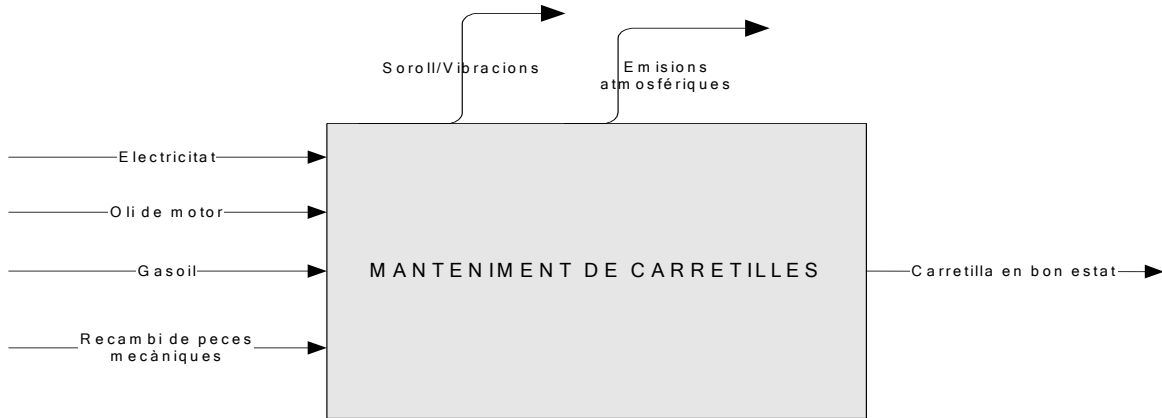 Soroll/Vibracions
Emisions
atmosfériques
Electricitat
Oli de motor
Gasoil
MANTENIMENT DE CARRETILLES
Carretilla en bon estat
Recambi de peces
mecàniques